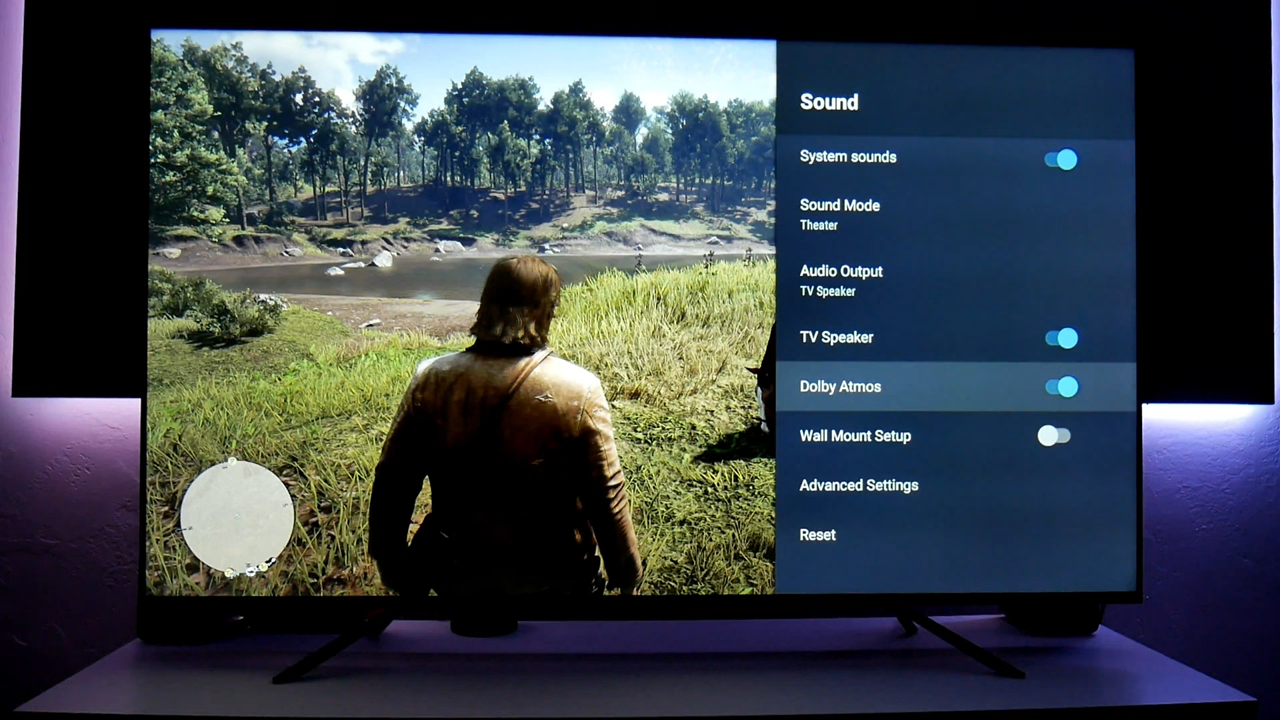 Sound
System sounds
Sound Mode
Theater
Audio Output
TV Speaker
TV Speaker
Dolby Atmos
Wall Mount Setup
Advanced Settings
Reset